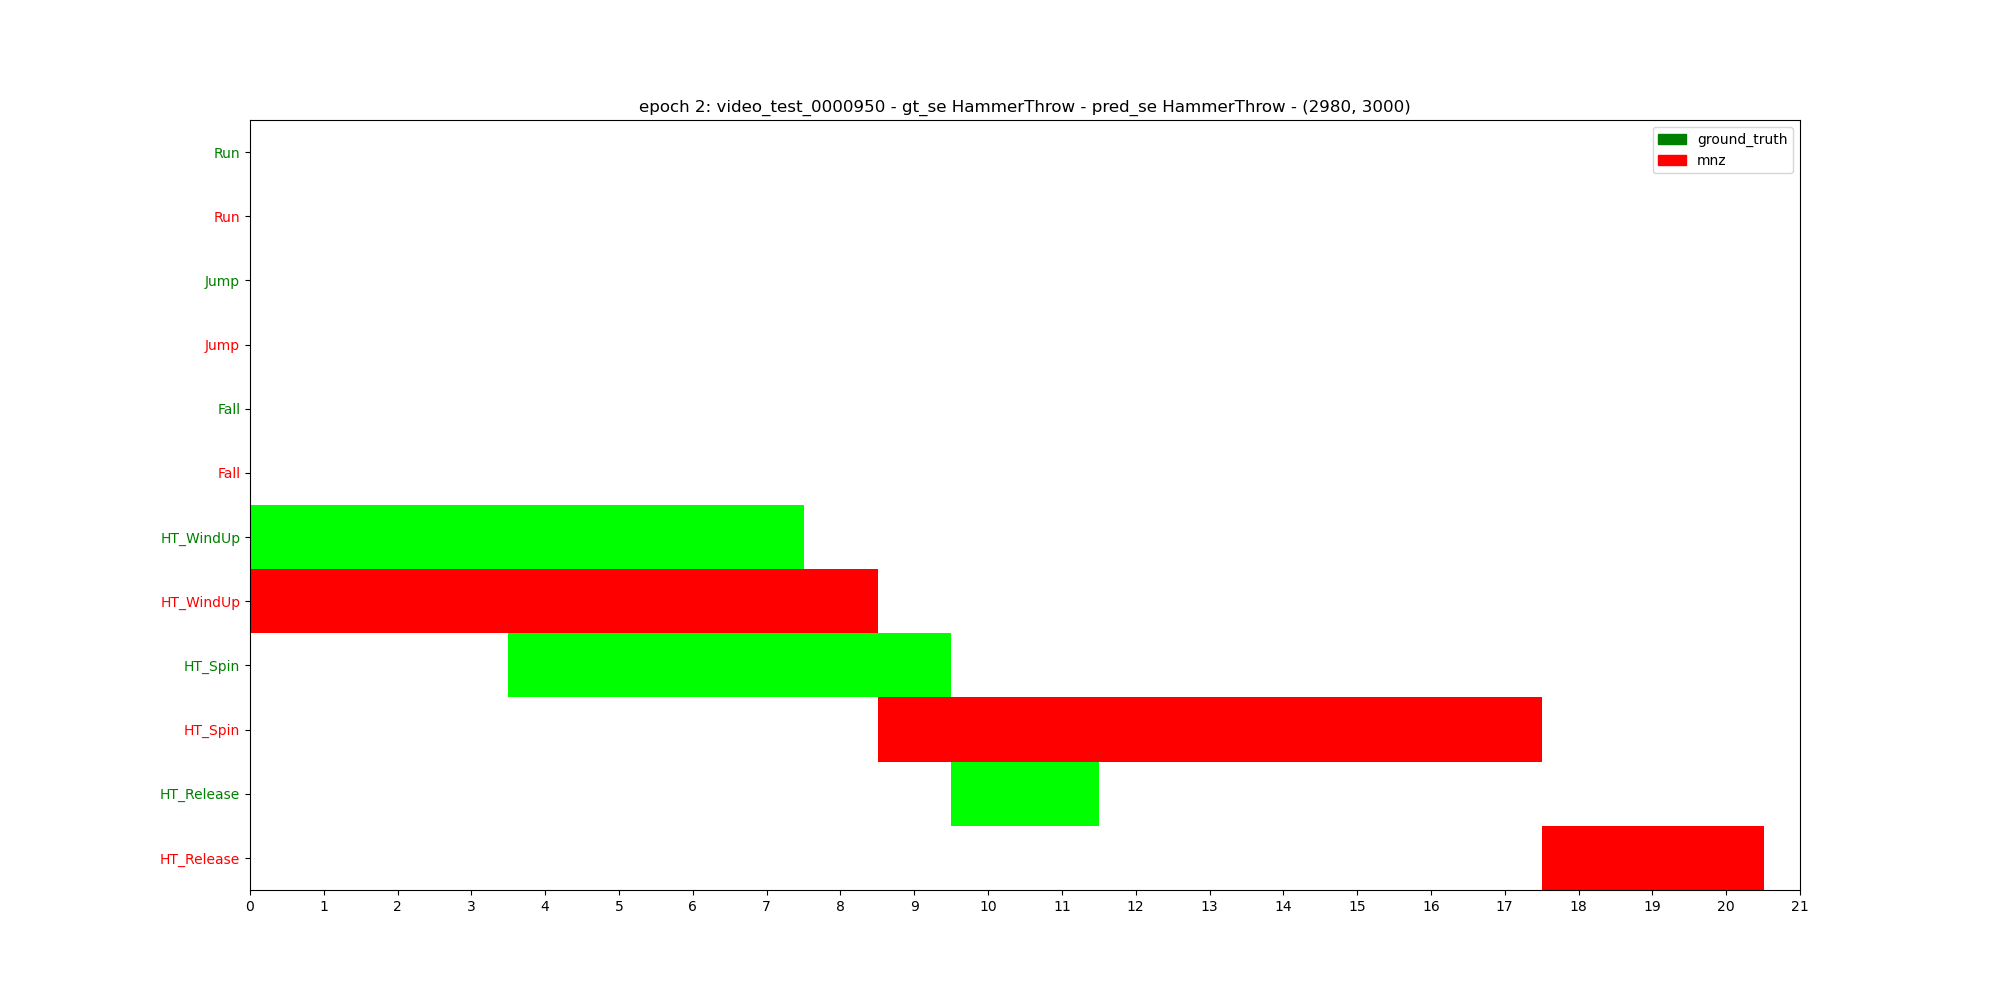 epoch 2: video_test_0000950 - gt_se HammerThrow - pred_se HammerThrow - (2980, 3000)
ground_truth
mnz
Run
Run
Jump
Jump
Fall
Fall
HT_WindUp
HT_WindUp
HT_Spin
HT_Spin
HT_Release
HT_Release
0 1 2 3 4 5 6 7 8 9 10 11 12 13 14 15 16 17 18 19 20 21